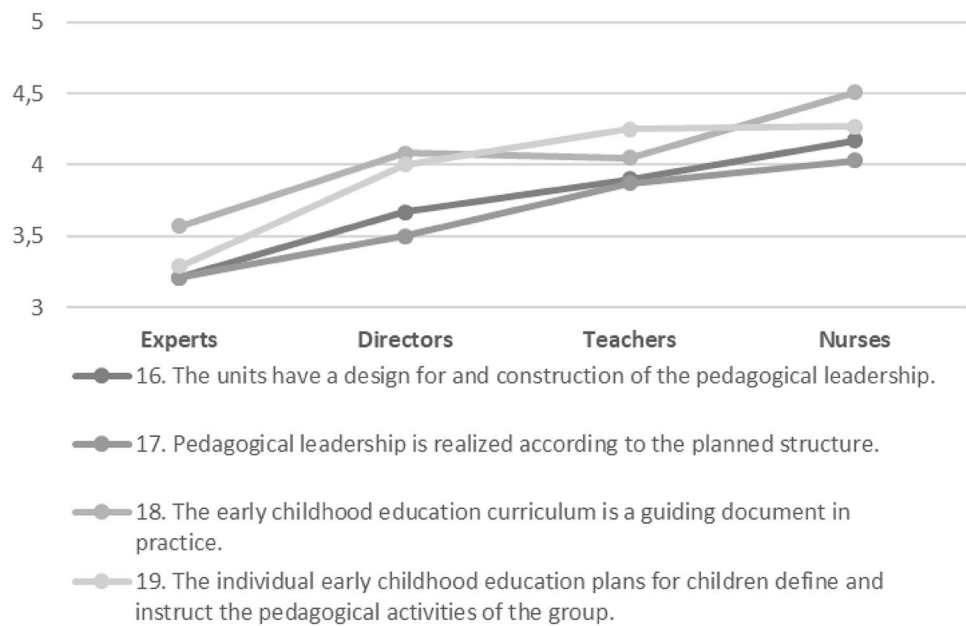 5
4,5
4
3,5
3
Experts Directors Teachers Nurses
16. The units have a design for and construction of the pedagogical leadership.
17. Pedagogical leadership is realized according to the planned structure.
18. The early childhood education curriculum is a guiding document in
practice.
19. The individual early childhood education plans for children define and
instruct the pedagogical activities of the group.